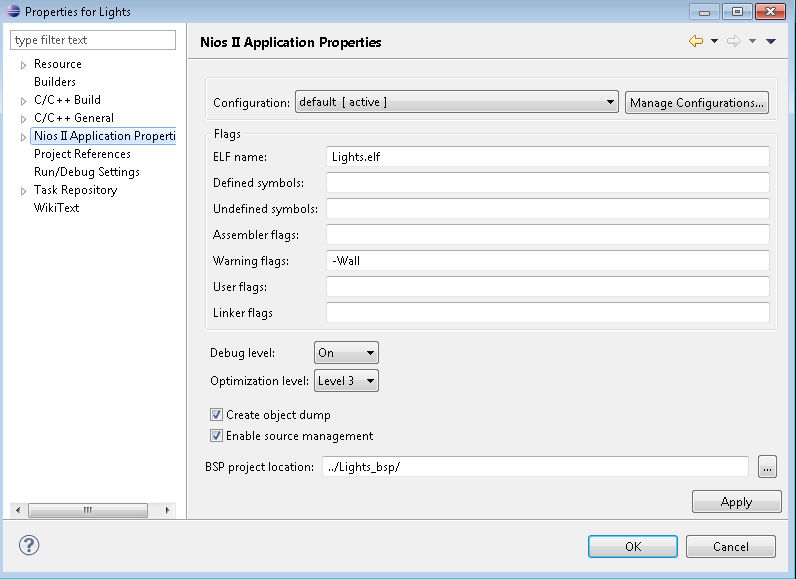 Properties for Lights
type filter text
Resource
Builders
C/C++ Build
C/C++ General
Nios II Application Properti
Project References
Run/Debug Settings
Task Repository
WikiText
Nios II Application Properties
Configuration: default [ active ] Manage Configurations...
Flags
ELF name: Lights.elf
Defined symbols:
Undefined symbols:
Assembler flags:
Warning flags: -Wall
User flags:
Linker flags
Debug level: On
Optimization level: Level 3
Create object dump
Enable source management
BSP project location: ../Lights_bsp/ ...
Apply
? OK Cancel